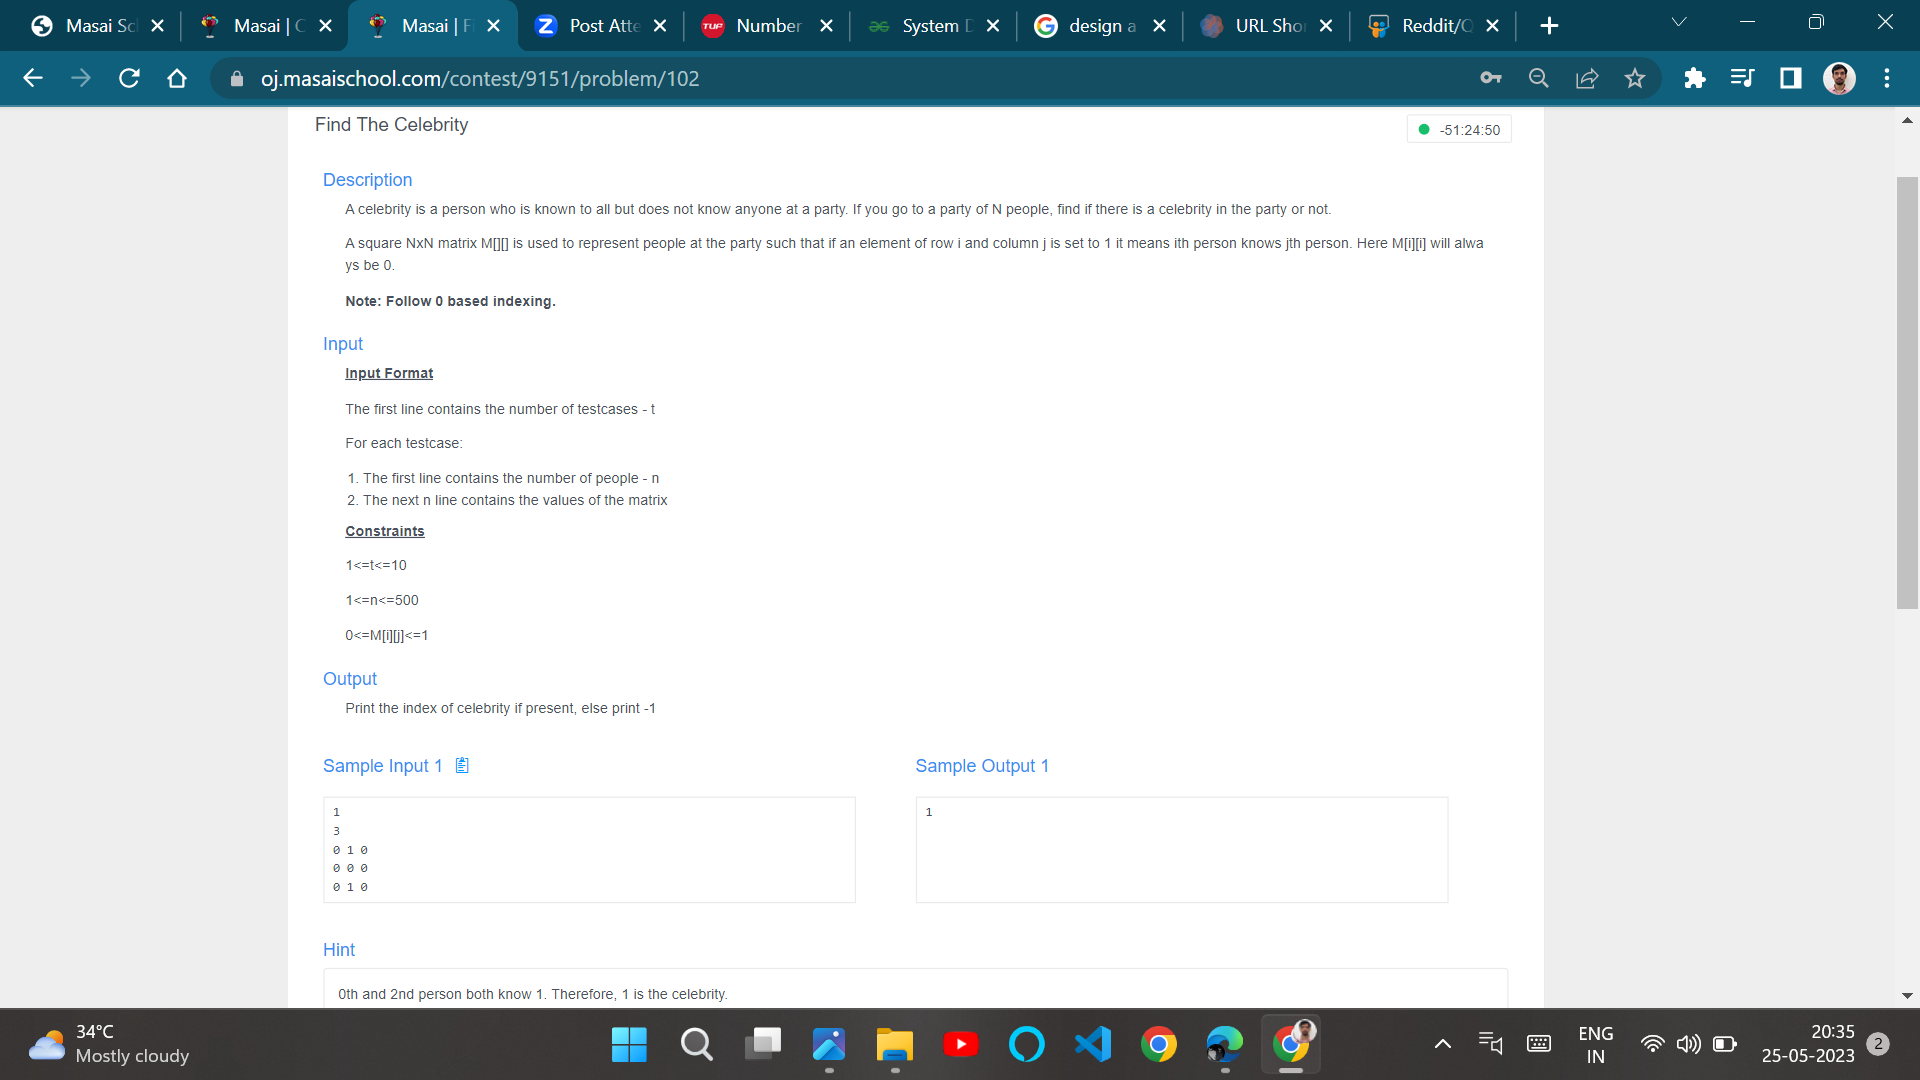 Masai Sc
Masai | C
Masai | Fi
Post Atte
Number
System D
design a
URL Shor
Reddit/Q
oj.masaischool.com/contest/9151/problem/102
Find The Celebrity
-51:24:50
Description
A celebrity is a person who is known to all but does not know anyone at a party. If you go to a party of N people, find if there is a celebrity in the party or not.
A square NxN matrix M[][] is used to represent people at the party such that if an element of row i and column j is set to 1 it means ith person knows jth person. Here M[i][i] will alwa
ys be 0.
Note: Follow 0 based indexing.
Input
Input Format
The first line contains the number of testcases - t
For each testcase:
1. The first line contains the number of people - n
2. The next n line contains the values of the matrix
Constraints
1<=t<=10
1<=n<=500
0<=M[i][j]<=1
Output
Print the index of celebrity if present, else print -1
Sample Input 1
1
3
0 1 0
0 0 0
0 1 0
Sample Output 1
1
Hint
0th and 2nd person both know 1. Therefore, 1 is the celebrity.
34°C
Mostly cloudy
ENG
IN
20:35
25-05-2023
2